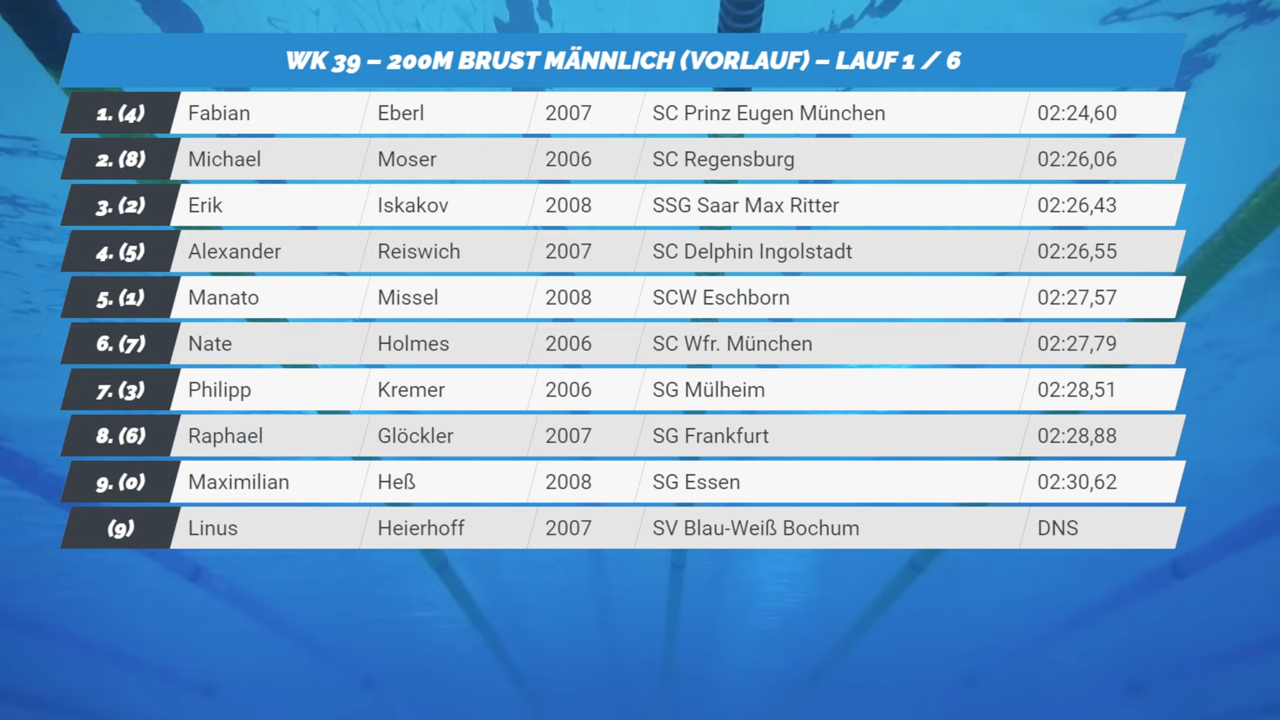 WK 39 – 200M BRUST MÄNNLICH (VORLAUF) – LAUF 1 / 6
1. (4) Fabian Eberl 2007 SC Prinz Eugen München 02:24,60
2. (8) Michael Moser 2006 SC Regensburg 02:26,06
3. (2) Erik Iskakov 2008 SSG Saar Max Ritter 02:26,43
4. (5) Alexander Reiswich 2007 SC Delphin Ingolstadt 02:26,55
5. (1) Manato Missel 2008 SCW Eschborn 02:27,57
6. (7) Nate Holmes 2006 SC Wfr. München 02:27,79
7. (3) Philipp Kremer 2006 SG Mülheim 02:28,51
8. (6) Raphael Glöckler 2007 SG Frankfurt 02:28,88
9. (0) Maximilian Heß 2008 SG Essen 02:30,62
(9) Linus Heierhoff 2007 SV Blau-Weiß Bochum DNS